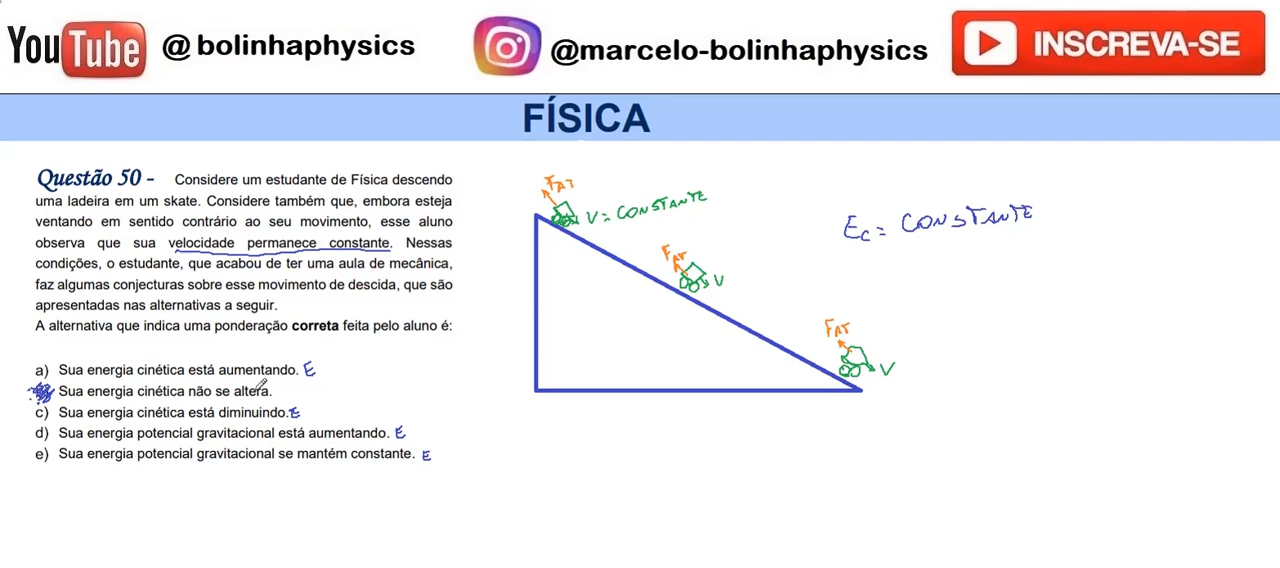 YouTube @bolinhaphysics
@marcelo-bolinhaphysics
INSCREVA-SE
FÍSICA
Questão 50 - Considere um estudante de Física descendo
uma ladeira em um skate. Considere também que, embora esteja
ventando em sentido contrário ao seu movimento, esse aluno
observa que sua velocidade permanece constante. Nessas
condições, o estudante, que acabou de ter uma aula de mecânica,
faz algumas conjecturas sobre esse movimento de descida, que são
apresentadas nas alternativas a seguir.
A alternativa que indica uma ponderação correta feita pelo aluno é:
a) Sua energia cinética está aumentando. E
Sua energia cinética não se altera.
c) Sua energia cinética está diminuindo. E
d) Sua energia potencial gravitacional está aumentando. E
e) Sua energia potencial gravitacional se mantém constante. E
FAT
V = CONSTANTE
FAT
V
FAT
V
EC = CONSTANTE